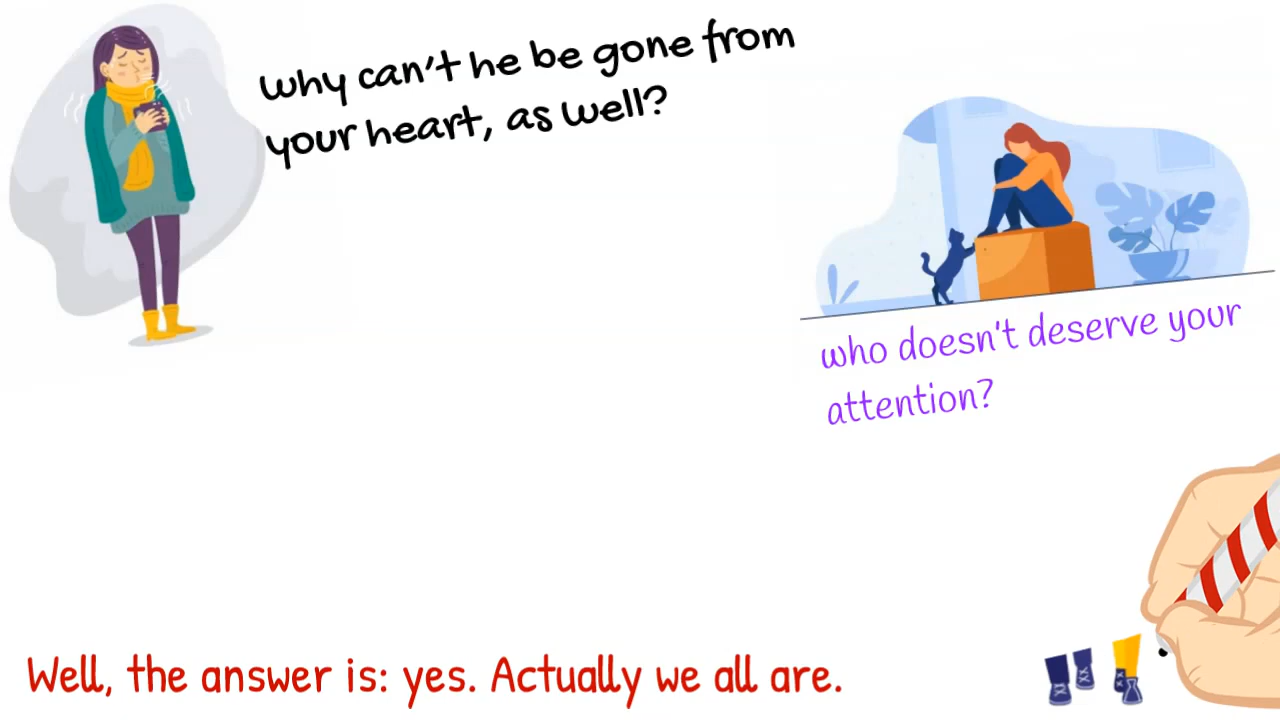 why can't he be gone from
your heart, as well?
who doesn't deserve your
attention?
Well, the answer is: yes. Actually we all are.